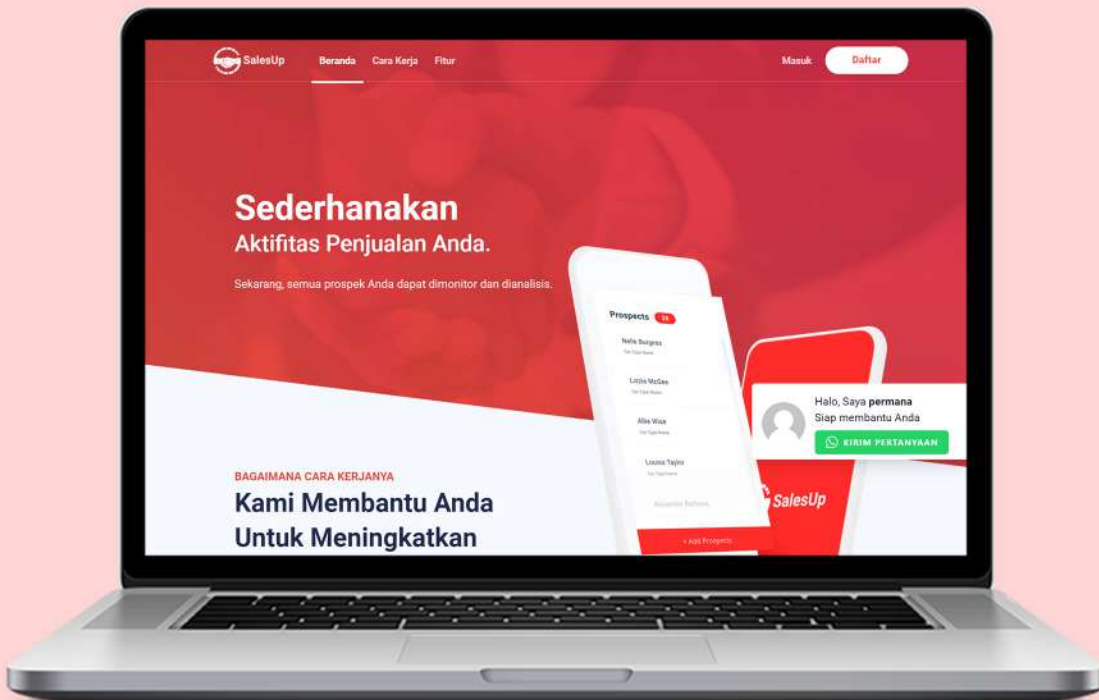 SalesUp
Beranda Cara Kerja Fitur
Masuk
Daftar
Sederhanakan
Aktifitas Penjualan Anda.
Sekarang, semua prospek Anda dapat dimonitor dan dianalisis.
Prospects
Nelle Burgess
Lizzie McGee
Allie Wise
Louisa Taylor
+ Add Prospects
SalesUp
Halo, Saya permana
Siap membantu Anda
KIRIM PERTANYAAN
BAGAIMANA CARA KERJANYA
Kami Membantu Anda
Untuk Meningkatkan